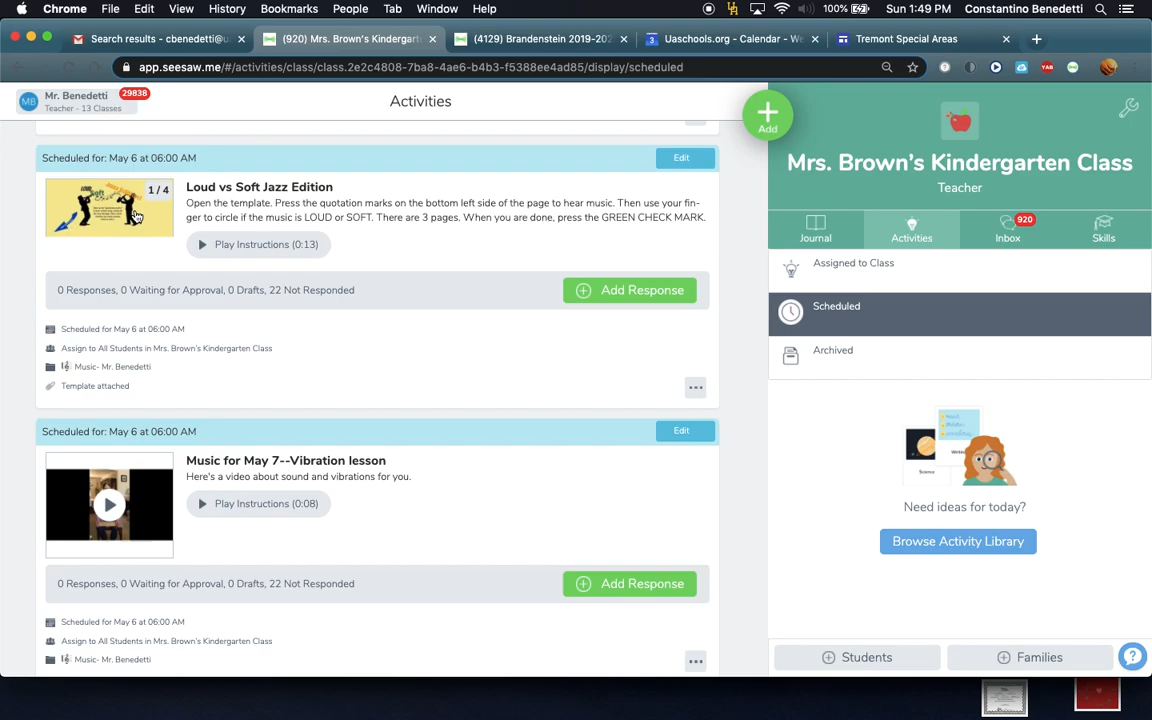 Chrome File Edit View History Bookmarks People Tab Window Help 100% Sun 1:49 PM Constantino Benedetti
Search results - cbenedetti@u (920) Mrs. Brown's Kindergart (4129) Brandenstein 2019-202 Uaschools.org - Calendar - We Tremont Special Areas
app.seesaw.me/#/activities/class/class.2e2c4808-7ba8-4ae6-b4b3-f5388ee4ad85/display/scheduled
MB Mr. Benedetti 29838
Teacher - 13 Classes
Activities
Add
Mrs. Brown's Kindergarten Class
Teacher
Journal Activities Inbox 920 Skills
Assigned to Class
Scheduled
Archived
Need ideas for today?
Browse Activity Library
Students Families
Scheduled for: May 6 at 06:00 AM Edit
1 / 4
Loud vs Soft Jazz Edition
Open the template. Press the quotation marks on the bottom left side of the page to hear music. Then use your fin-
ger to circle if the music is LOUD or SOFT. There are 3 pages. When you are done, press the GREEN CHECK MARK.
Play Instructions (0:13)
0 Responses, 0 Waiting for Approval, 0 Drafts, 22 Not Responded Add Response
Scheduled for May 6 at 06:00 AM
Assign to All Students in Mrs. Brown's Kindergarten Class
Music- Mr. Benedetti
Template attached
Scheduled for: May 6 at 06:00 AM Edit
Music for May 7--Vibration lesson
Here's a video about sound and vibrations for you.
Play Instructions (0:08)
0 Responses, 0 Waiting for Approval, 0 Drafts, 22 Not Responded Add Response
Scheduled for May 6 at 06:00 AM
Assign to All Students in Mrs. Brown's Kindergarten Class
Music- Mr. Benedetti